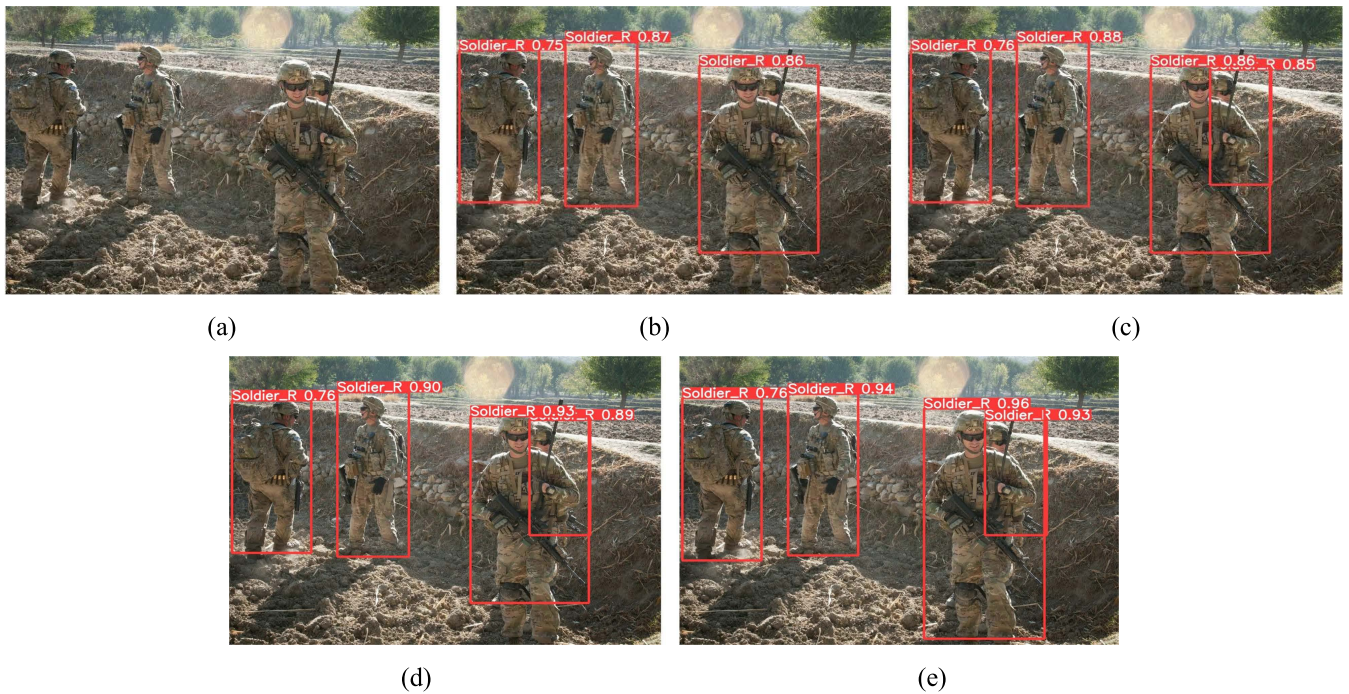 Soldier_R 0.75
Soldier_R 0.87
Soldier_R 0.86
Soldier_R 0.76
Soldier_R 0.88
Soldier_R 0.86
0.85
(a)
(b)
(c)
Soldier_R 0.76
Soldier_R 0.90
Soldier_R 0.93
R 0.89
Soldier_R 0.76
Soldier_R 0.94
Soldier_R 0.96
Soldier_R 0.93
(d)
(e)